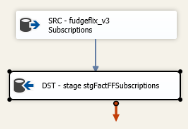 SRC - fudgeflix_v3
Subscriptions
DST - stage stgFactFFSubscriptions